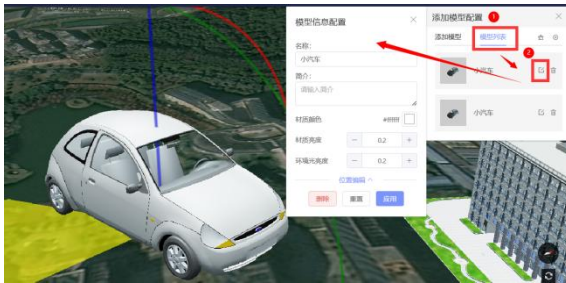 添加模型配置 1
添加模型 模型列表
2
小汽车
小汽车
模型信息配置
名称:
小汽车
简介:
请输入简介
材质颜色 #ffffff
材质亮度 − 0.2 +
环境光亮度 − 0.2 +
位置编辑
删除 重置 应用